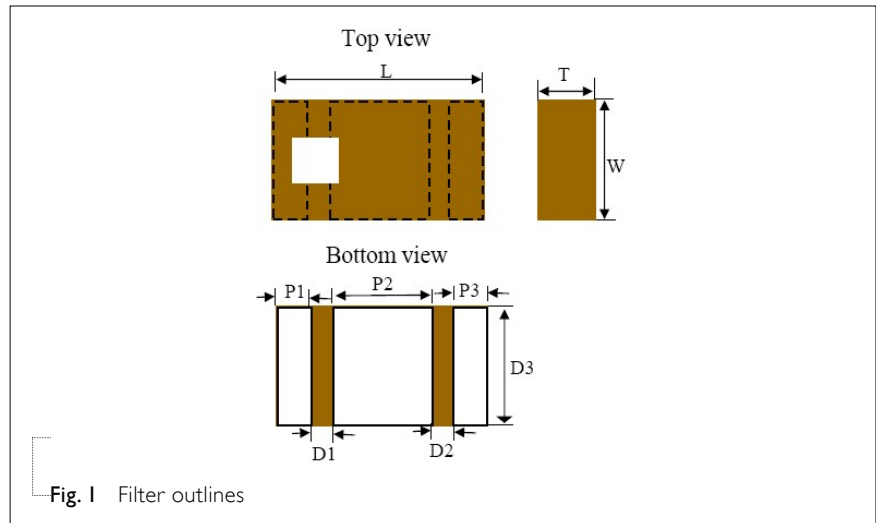 Top view
L
T
W
Bottom view
P1
P2
P3
D3
D1
D2
Fig. 1 Filter outlines